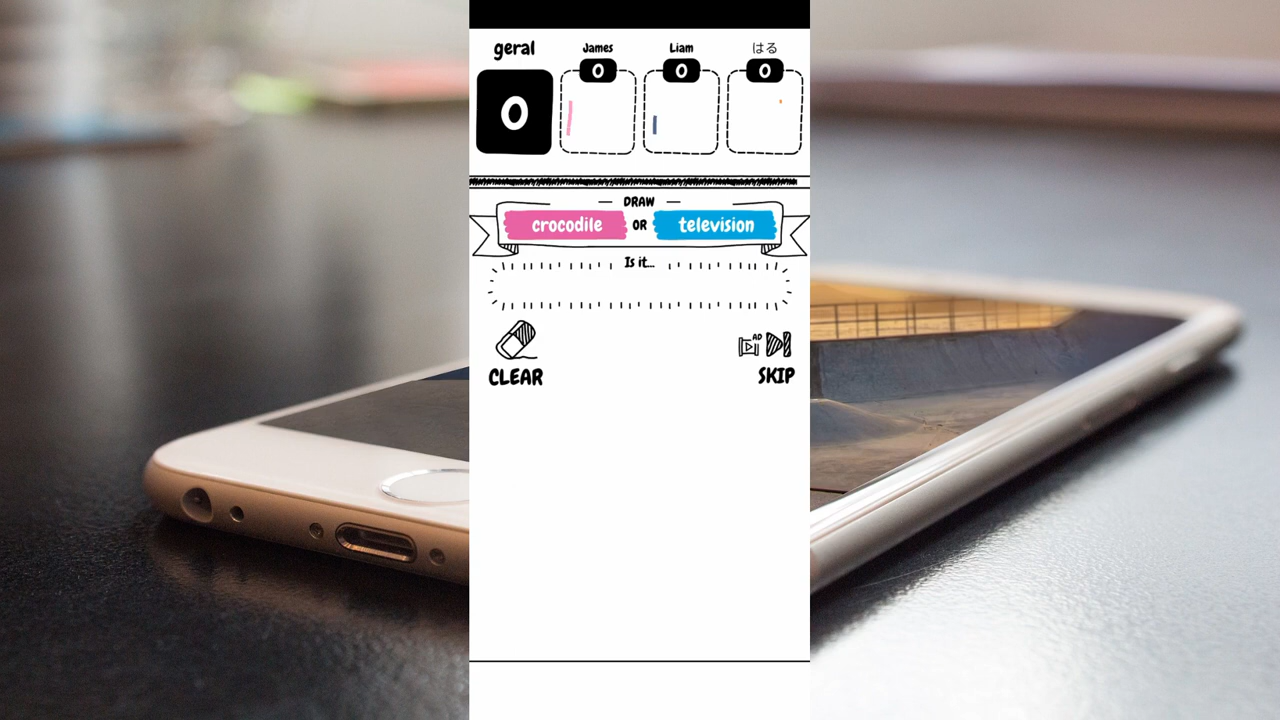 geral James Liam はる
0 0 0 0
DRAW
crocodile OR television
Is it...
AD
CLEAR SKIP